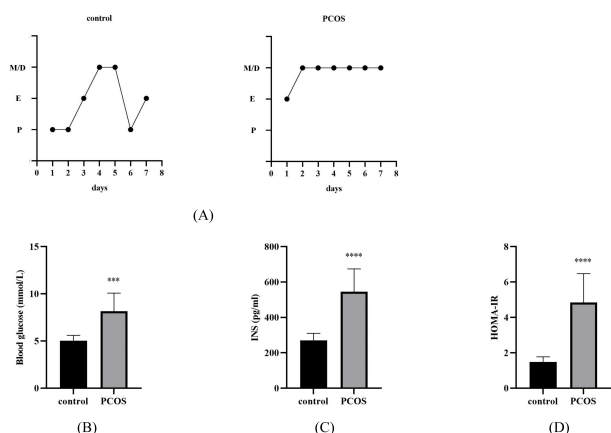 control
M/D
E
P
0 1 2 3 4 5 6 7 8
days
PCOS
M/D
E
P
0 1 2 3 4 5 6 7 8
days
(A)
Blood glucose (mmol/L)
15
10
5
0
***
control PCOS
(B)
INS (pg/ml)
800
600
400
200
0
****
control PCOS
(C)
HOMA-IR
8
6
4
2
0
****
control PCOS
(D)